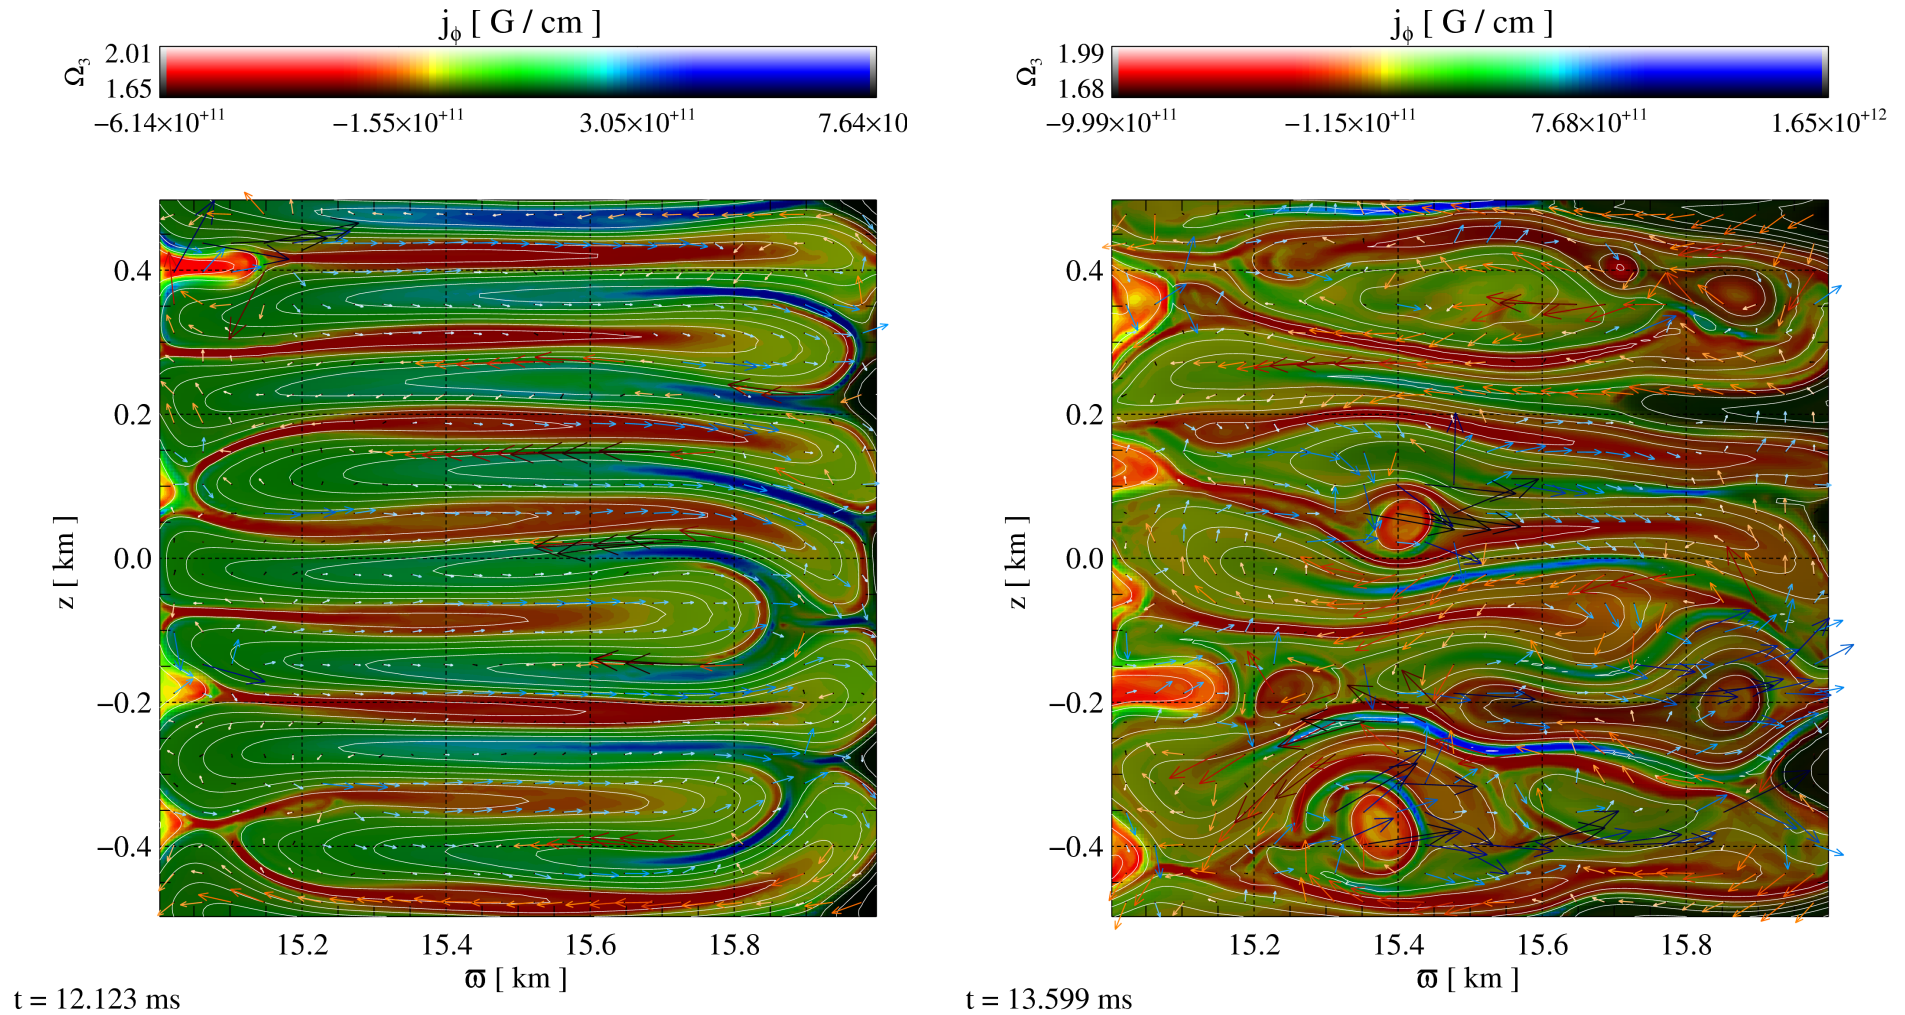 j_ϕ [ G / cm ]
Ω_3
2.01
1.65
−6.14×10^+11 −1.55×10^+11 3.05×10^+11 7.64×10
z [ km ]
0.4
0.2
0.0
−0.2
−0.4
15.2 15.4 15.6 15.8
ϖ [ km ]
t = 12.123 ms
j_ϕ [ G / cm ]
Ω_3
1.99
1.68
−9.99×10^+11 −1.15×10^+11 7.68×10^+11 1.65×10^+12
z [ km ]
0.4
0.2
0.0
−0.2
−0.4
15.2 15.4 15.6 15.8
ϖ [ km ]
t = 13.599 ms